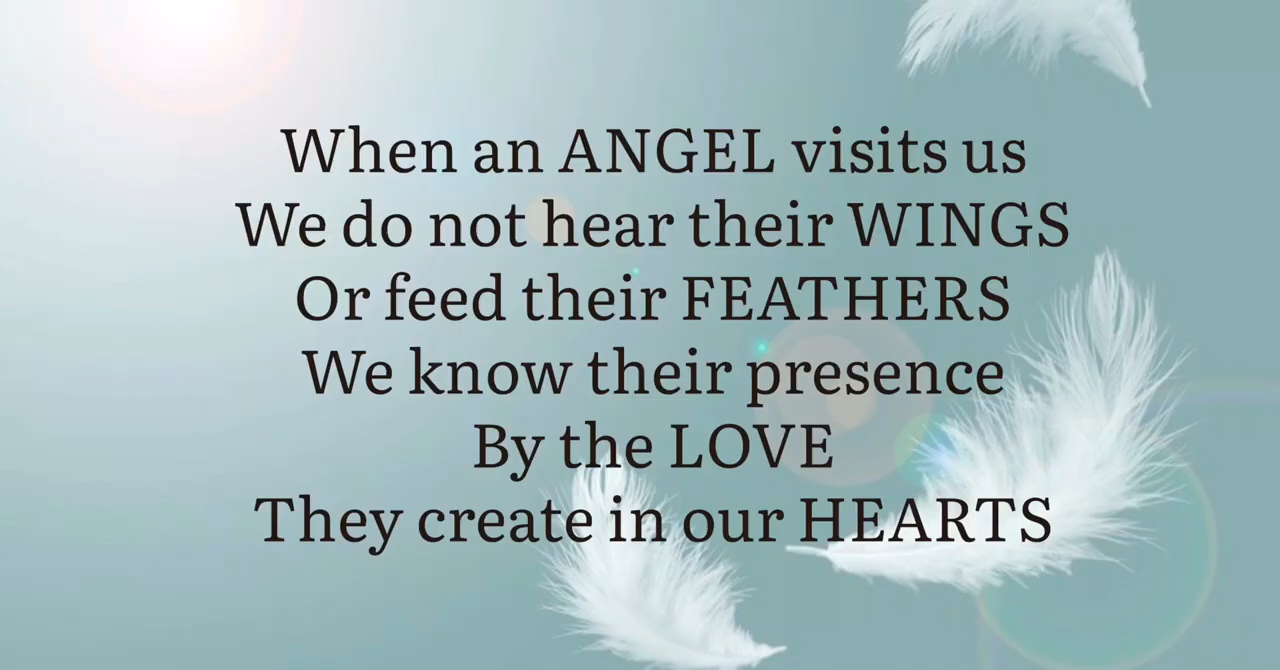 When an ANGEL visits us
We do not hear their WINGS
Or feed their FEATHERS
We know their presence
By the LOVE
They create in our HEARTS